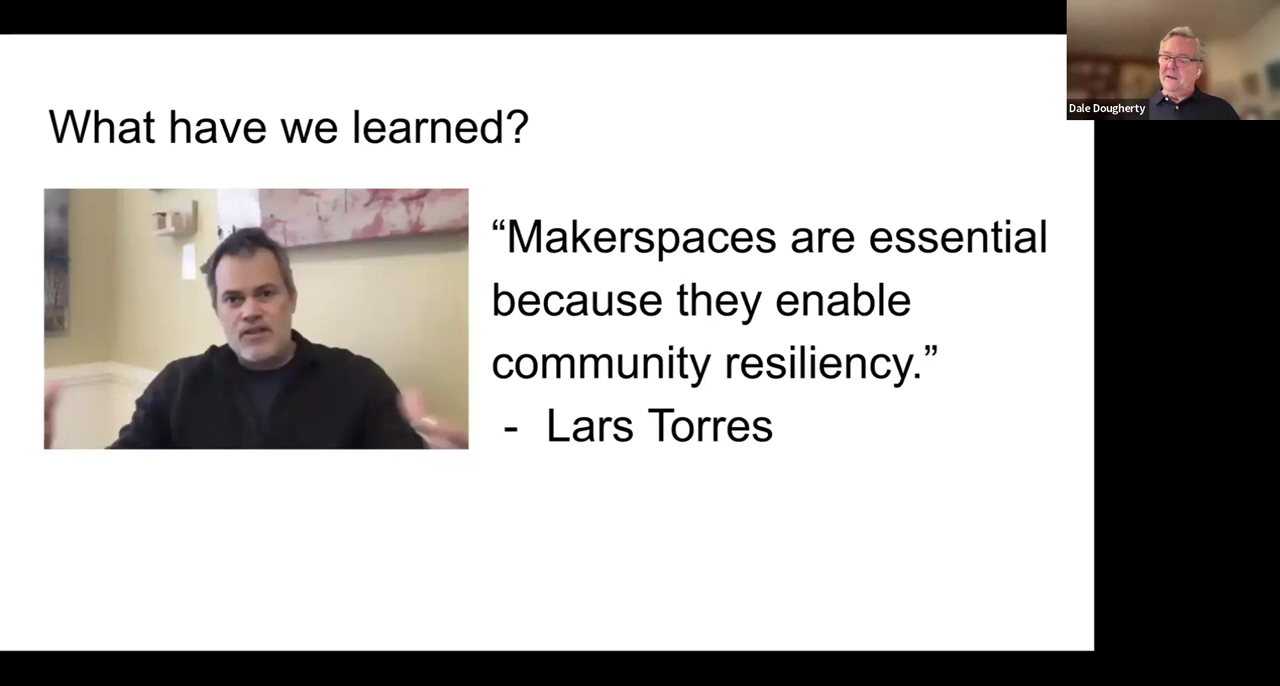 What have we learned?
“Makerspaces are essential
because they enable
community resiliency.”
- Lars Torres
Dale Dougherty